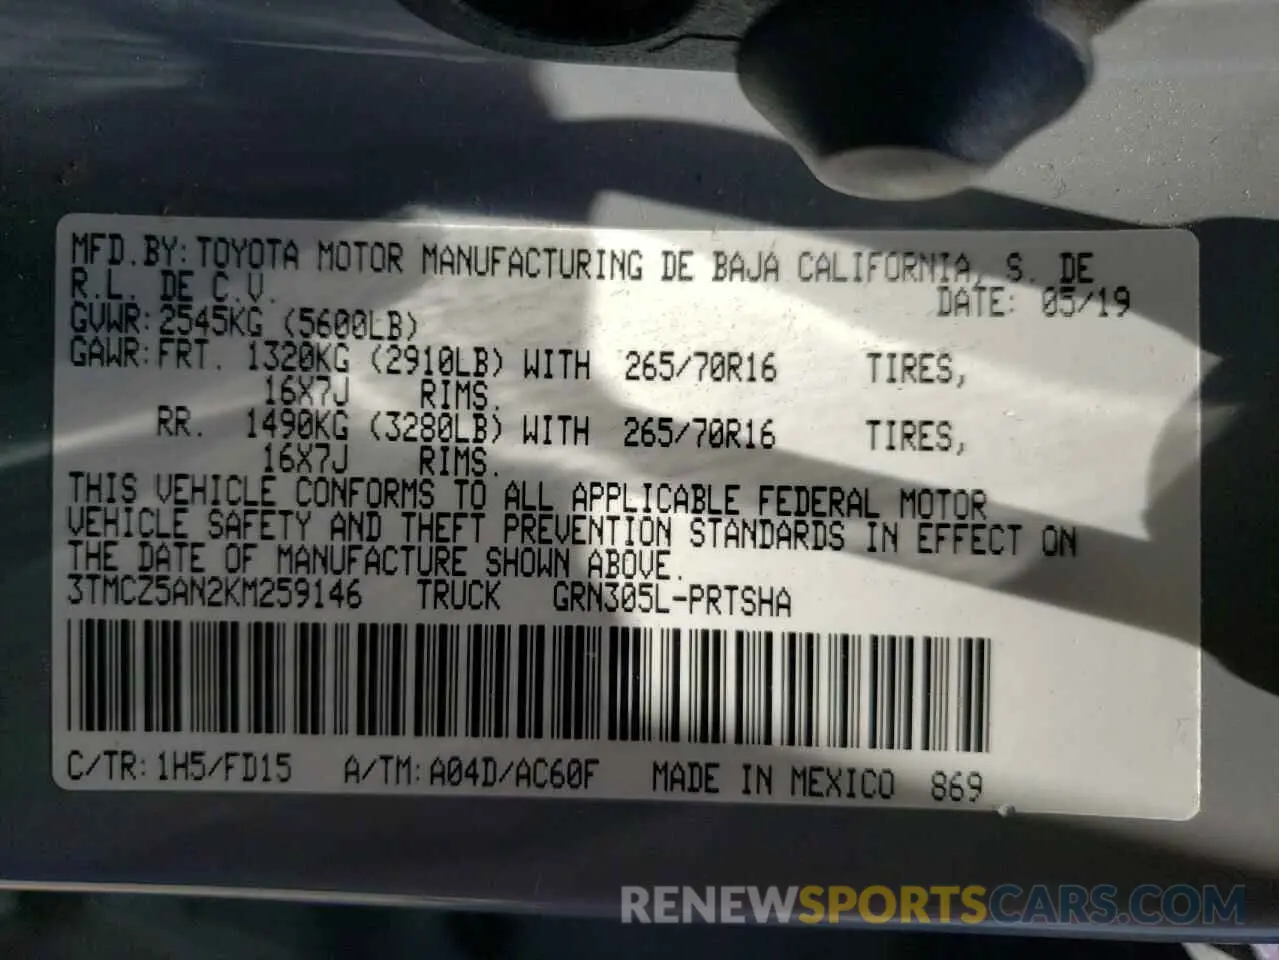 MFD.BY:TOYOTA MOTOR MANUFACTURING DE BAJA CALIFORNIA, S. DE
R.L. DE C.V.
DATE: 05/19
GVWR:2545KG (5600LB)
GAWR:FRT. 1320KG (2910LB) WITH 265/70R16 TIRES,
16X7J RIMS.
RR. 1490KG (3280LB) WITH 265/70R16 TIRES,
16X7J RIMS.
THIS VEHICLE CONFORMS TO ALL APPLICABLE FEDERAL MOTOR
VEHICLE SAFETY AND THEFT PREVENTION STANDARDS IN EFFECT ON
THE DATE OF MANUFACTURE SHOWN ABOVE.
3TMCZ5AN2KM259146 TRUCK GRN305L-PRTSHA
C/TR:1H5/FD15 A/TM:A04D/AC60F MADE IN MEXICO 869
RENEWSPORTSCARS.COM